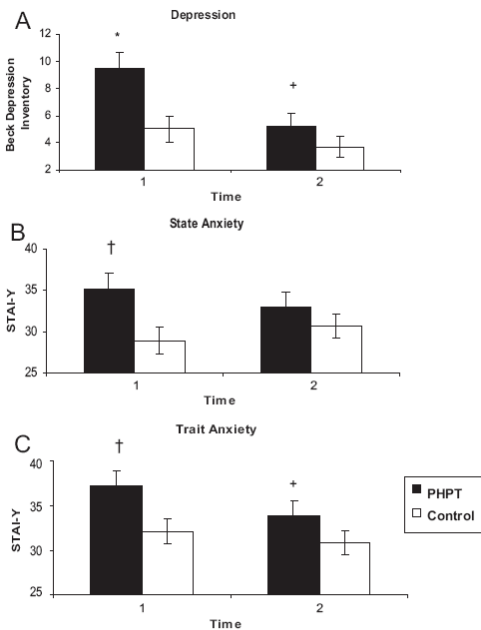 A
Depression
*
+
12
10
8
6
4
2
Beck Depression
Inventory
1
2
Time
B
State Anxiety
†
40
35
30
25
STAI-Y
1
2
Time
C
Trait Anxiety
†
+
40
35
30
25
STAI-Y
1
2
Time
PHPT
Control